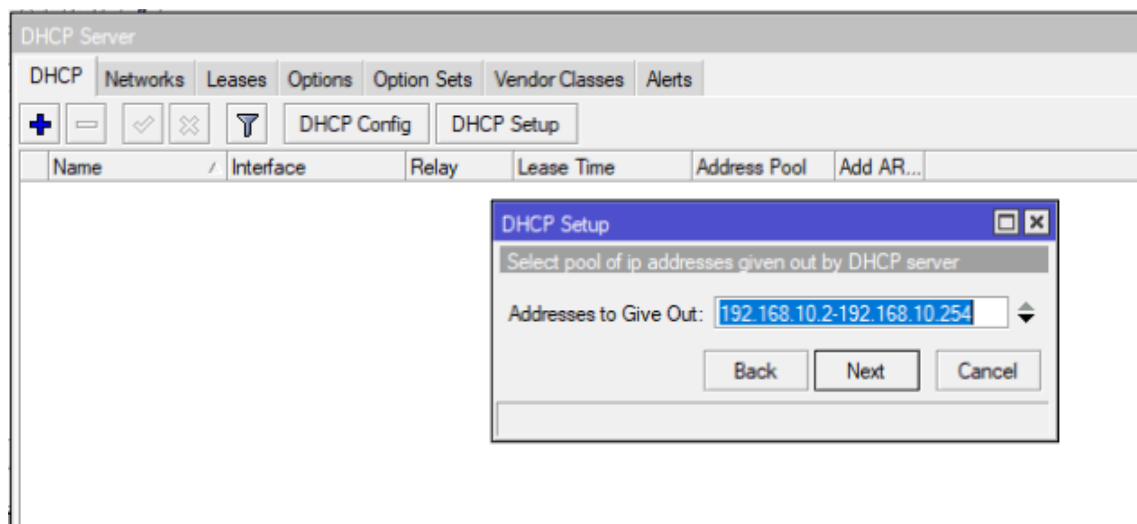 DHCP Server
DHCP Networks Leases Options Option Sets Vendor Classes Alerts
DHCP Config DHCP Setup
Name Interface Relay Lease Time Address Pool Add AR...
DHCP Setup
Select pool of ip addresses given out by DHCP server
Addresses to Give Out: 192.168.10.2-192.168.10.254
Back Next Cancel